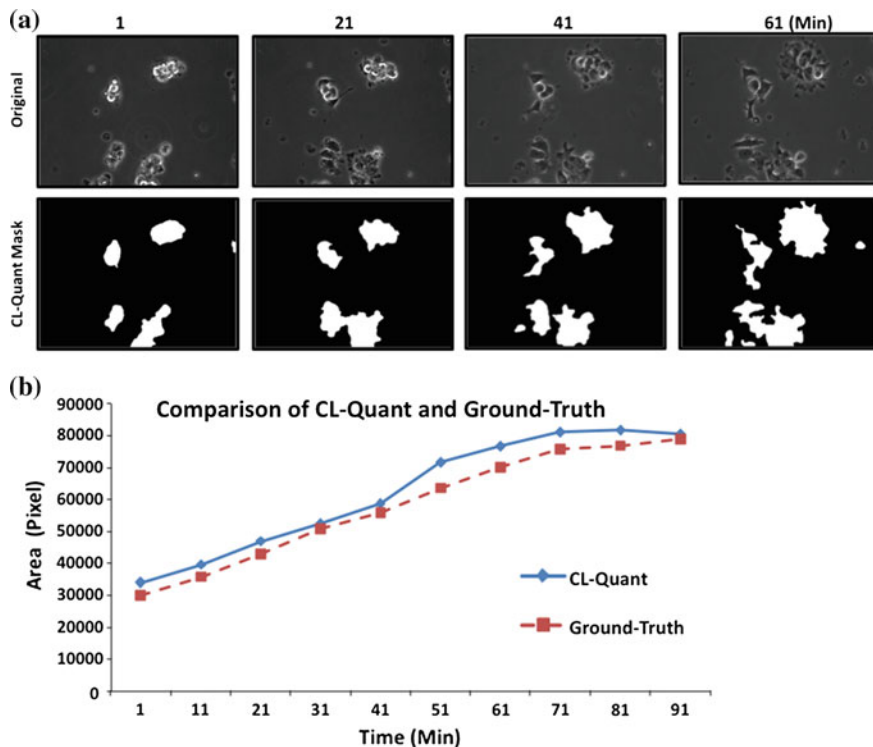 (a)
1 21 41 61 (Min)
Original
CL-Quant Mask
(b)
Comparison of CL-Quant and Ground-Truth
90000
80000
70000
60000
50000
40000
30000
20000
10000
0
Area (Pixel)
CL-Quant
Ground-Truth
1 11 21 31 41 51 61 71 81 91
Time (Min)